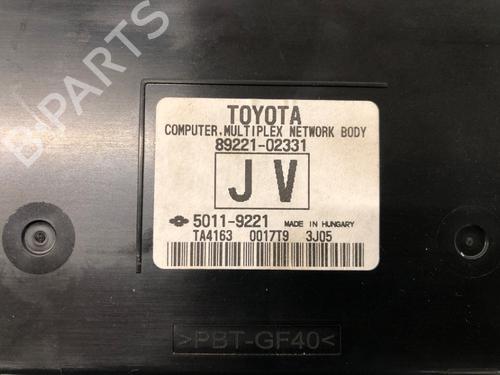 TOYOTA
COMPUTER, MULTIPLEX NETWORK BODY
89221-02331
J V
5011-9221 MADE IN HUNGARY
TA4163 0017T9 3J05
>PBT-GF40<
B-PARTS